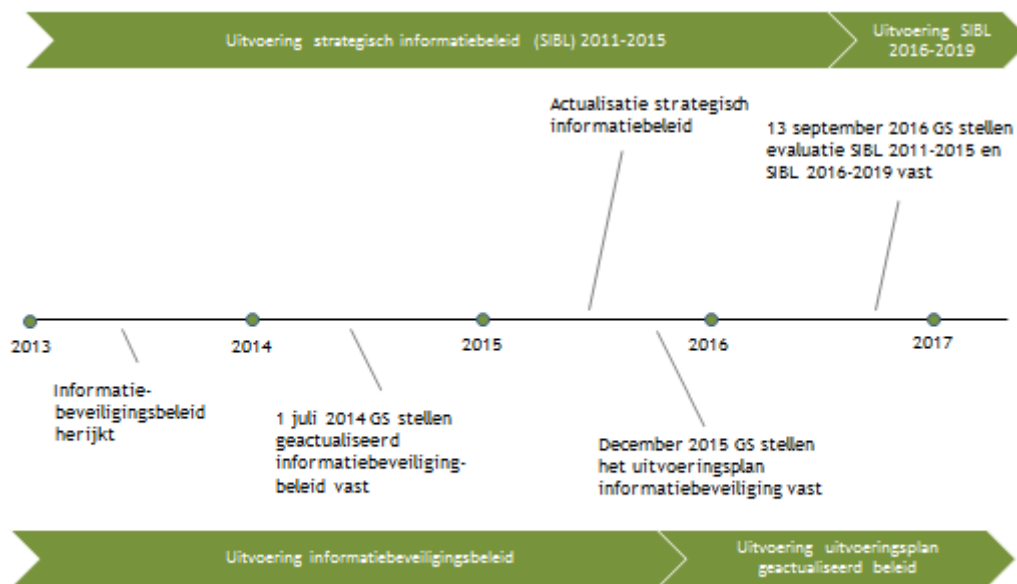 Uitvoering strategisch informatiebeleid (SIBL) 2011-2015
Uitvoering SIBL
2016-2019
Actualisatie strategisch
informatiebeleid
13 september 2016 GS stellen
evaluatie SIBL 2011-2015 en
SIBL 2016-2019 vast
2013
2014
2015
2016
2017
Informatie-
beveiligingsbeleid
herijkt
1 juli 2014 GS stellen
geactualiseerd
informatiebeveiliging-
beleid vast
December 2015 GS stellen
het uitvoeringsplan
informatiebeveiliging vast
Uitvoering informatiebeveiligingsbeleid
Uitvoering uitvoeringsplan
geactualiseerd beleid